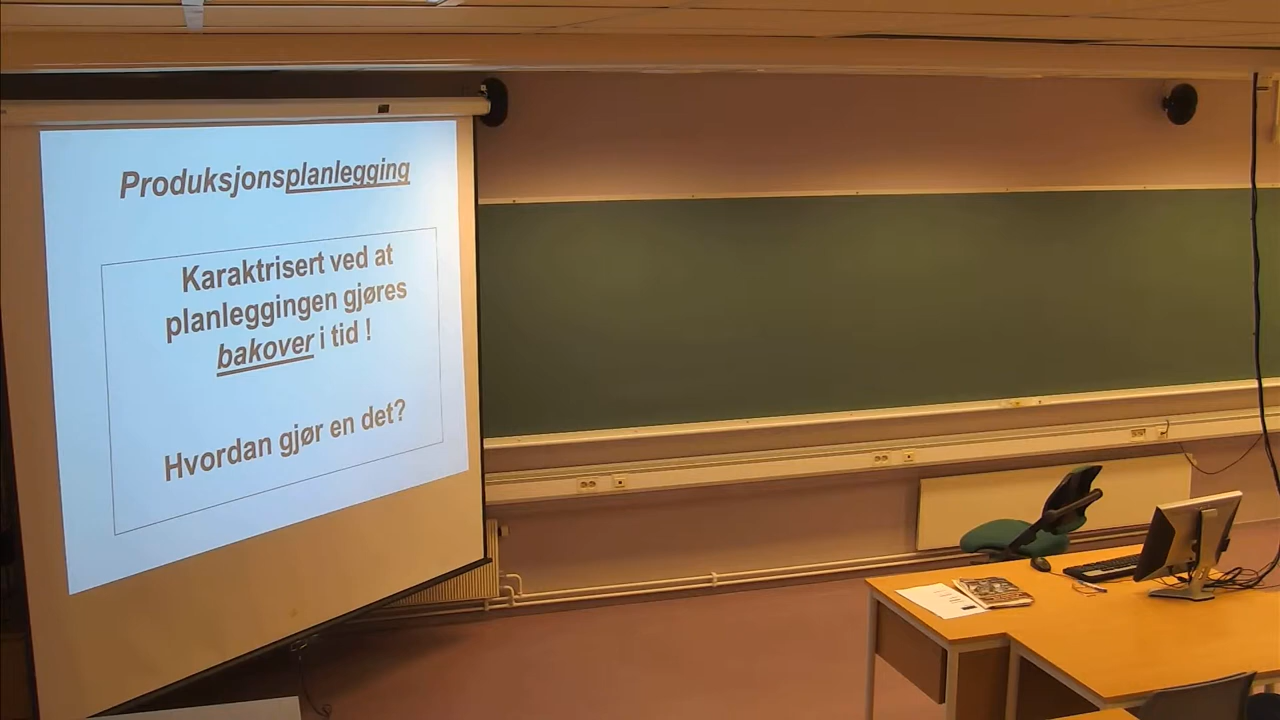 Produksjonsplanlegging
Karaktrisert ved at
planleggingen gjøres
bakover i tid !
Hvordan gjør en det?